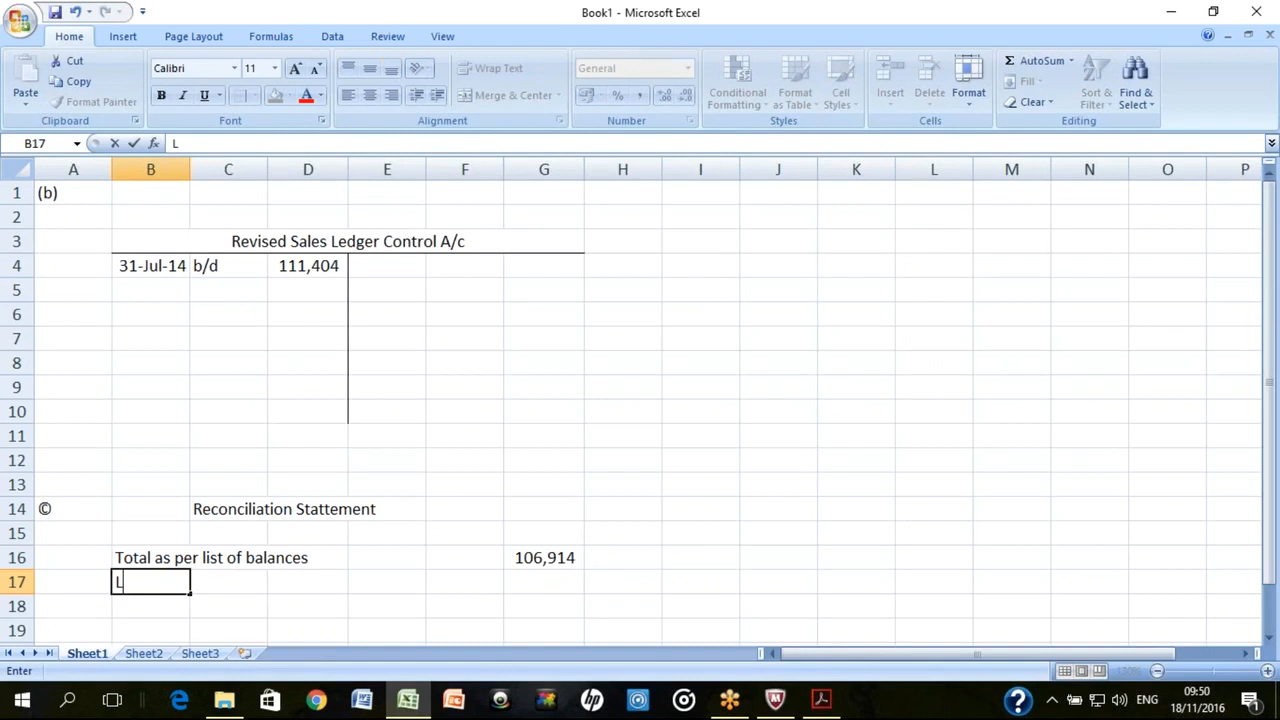 Book1 - Microsoft Excel
Home Insert Page Layout Formulas Data Review View
Cut
Copy
Format Painter
Paste
Clipboard
Calibri 11
B I U
Font
Wrap Text
Merge & Center
Alignment
General
% ,
Number
Conditional Formatting
Format as Table
Cell Styles
Styles
Insert Delete Format
Cells
AutoSum
Fill
Clear
Sort & Filter
Find & Select
Editing
B17 fx L
A B C D E F G H I J K L M N O P
1 (b)
2
3 Revised Sales Ledger Control A/c
4 31-Jul-14 b/d 111,404
5
6
7
8
9
10
11
12
13
14 © Reconciliation Stattement
15
16 Total as per list of balances 106,914
17 L
18
19
Sheet1 Sheet2 Sheet3
Enter
ENG
09:50
18/11/2016